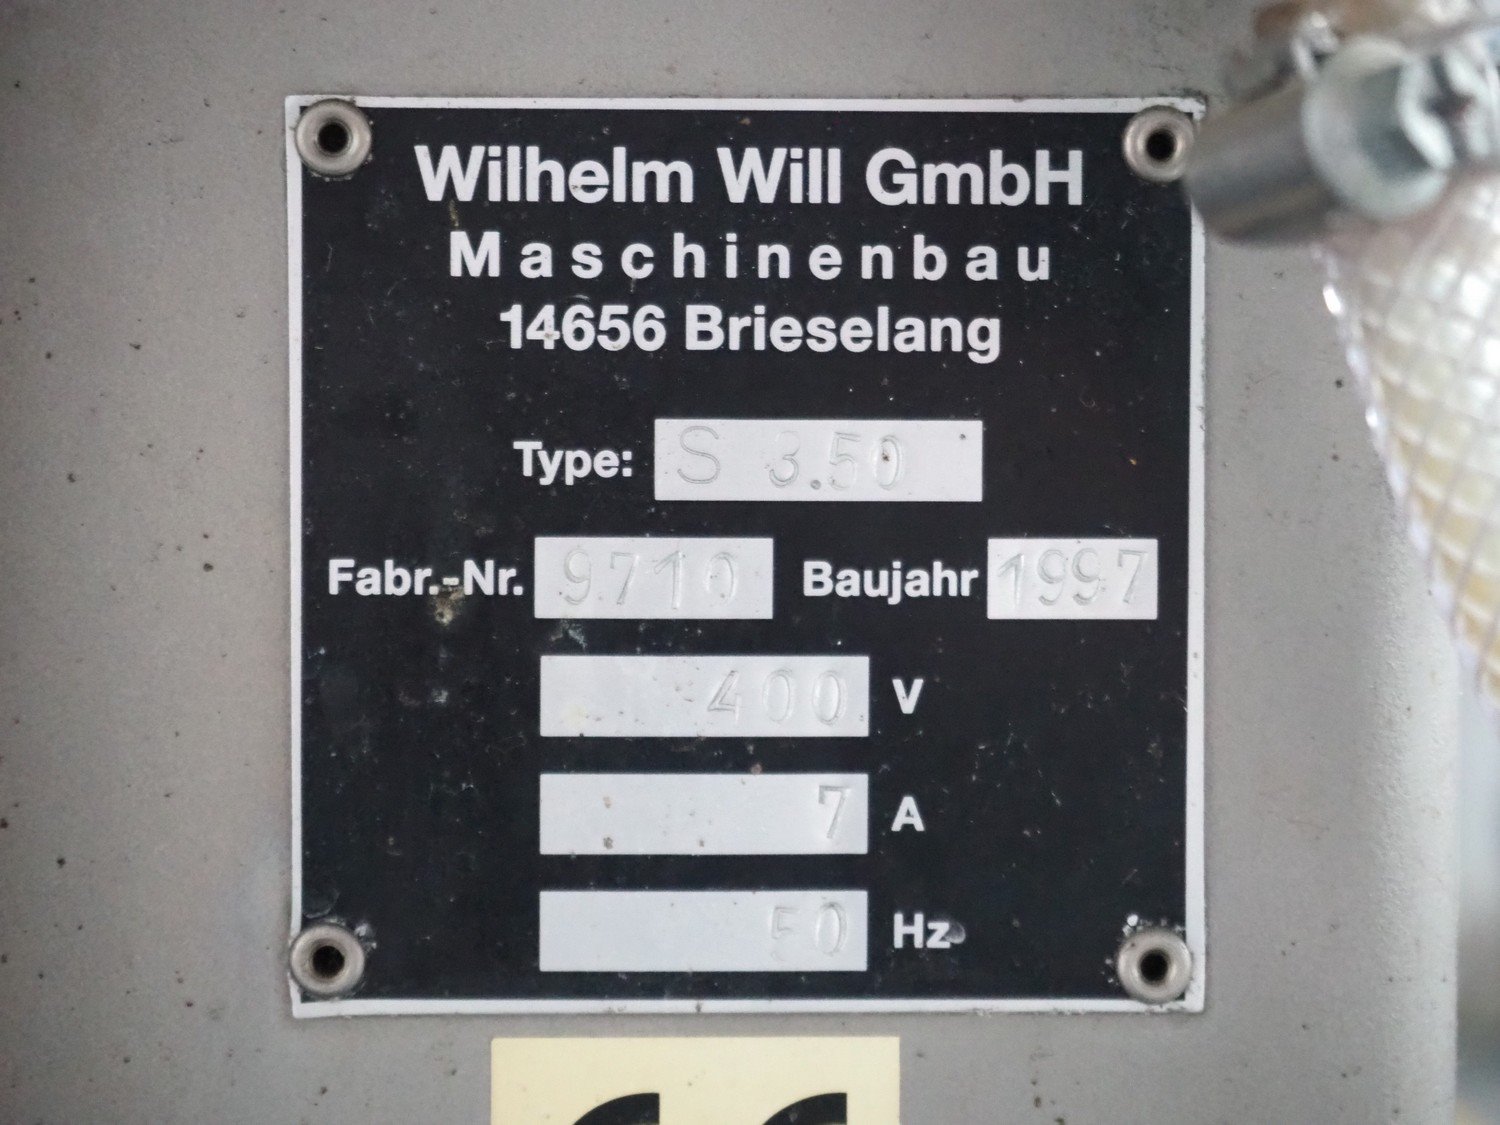 Wilhelm Will GmbH
Maschinenbau
14656 Brieselang
Type: S 3.50
Fabr.-Nr. 9710 Baujahr 1997
400 V
7 A
50 Hz